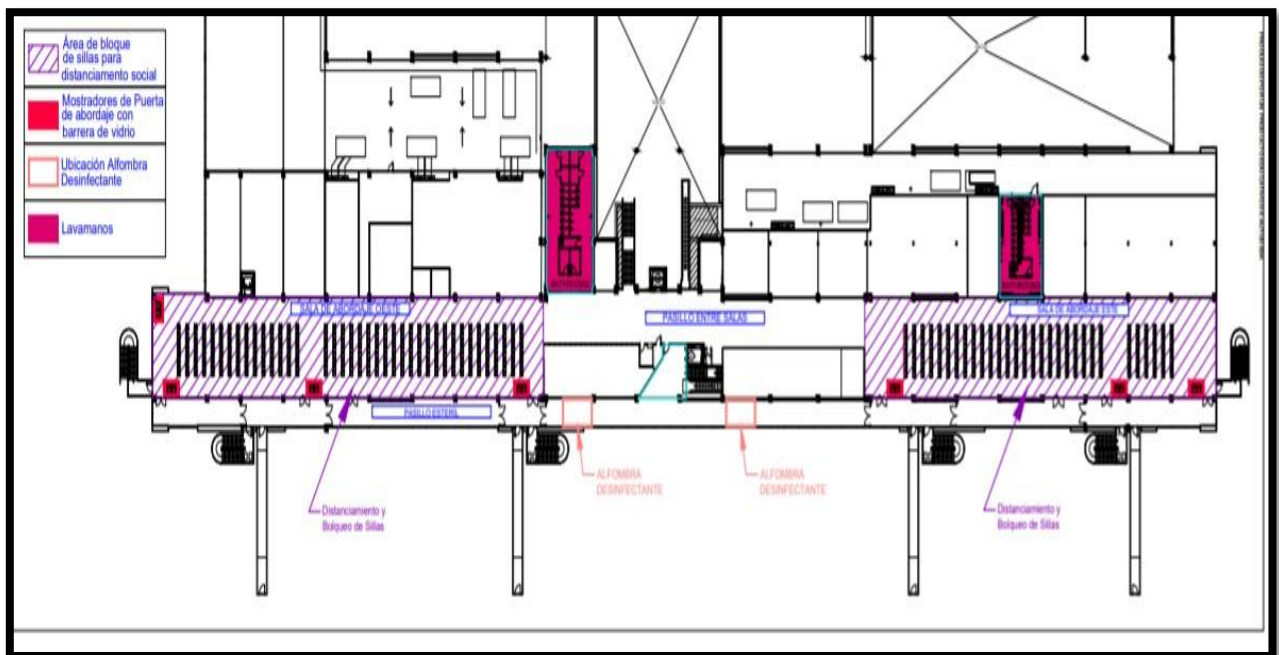 Área de bloque
de sillas para
distanciamiento social
Mostradores de Puerta
de abordaje con
barrera de vidrio
Ubicación Alfombra
Desinfectante
Lavamanos
BATHROOMS
BATHROOMS
SALA DE ABORDAJE OESTE
PASILLO ENTRE SALAS
SALA DE ABORDAJE ESTE
PASILLO ESTERIL
ALFOMBRA
DESINFECTANTE
ALFOMBRA
DESINFECTANTE
Distanciamiento y
Bolqueo de Sillas
Distanciamiento y
Bolqueo de Sillas